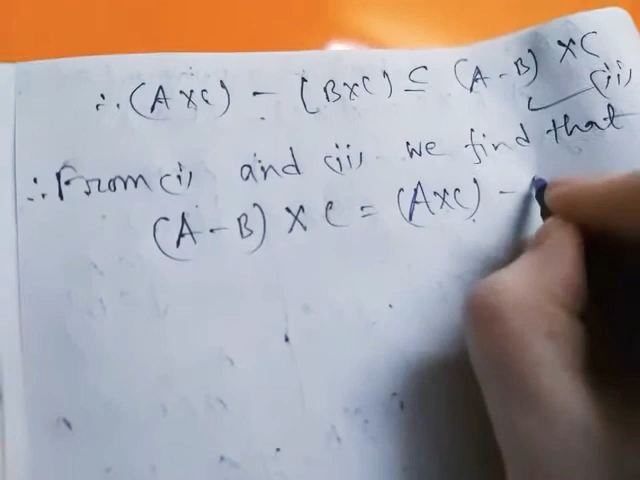 ∴ (A×C) - (B×C) ⊆ (A-B) ×C
(ii)
∴ From (i) and (ii) we find that
(A-B) × C = (A×C) -